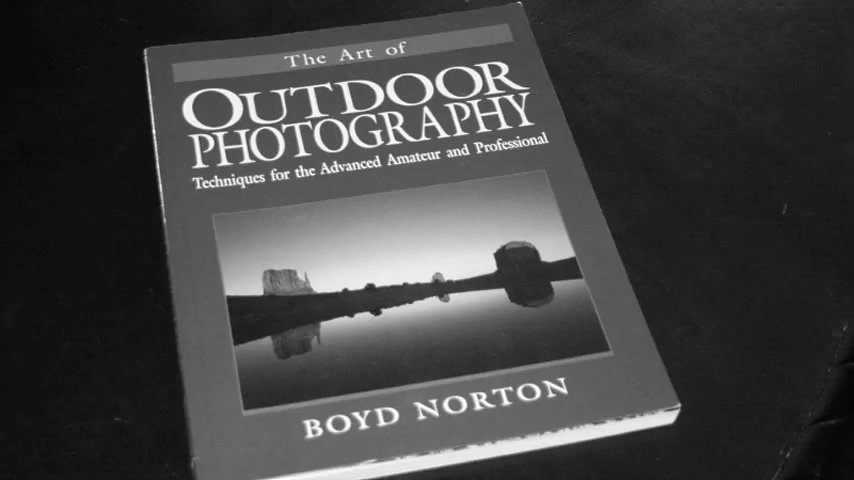 The Art of
OUTDOOR
PHOTOGRAPHY
Techniques for the Advanced Amateur and Professional
BOYD NORTON